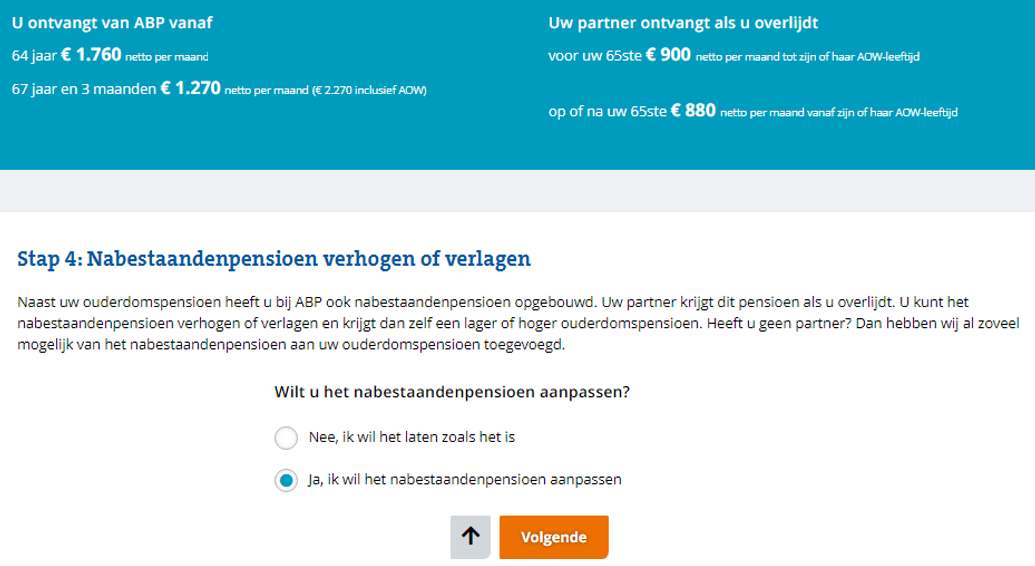 U ontvangt van ABP vanaf
64 jaar € 1.760 netto per maand
67 jaar en 3 maanden € 1.270 netto per maand (€ 2.270 inclusief AOW)
Uw partner ontvangt als u overlijdt
voor uw 65ste € 900 netto per maand tot zijn of haar AOW-leeftijd
op of na uw 65ste € 880 netto per maand vanaf zijn of haar AOW-leeftijd
Stap 4: Nabestaandenpensioen verhogen of verlagen
Naast uw ouderdomspensioen heeft u bij ABP ook nabestaandenpensioen opgebouwd. Uw partner krijgt dit pensioen als u overlijdt. U kunt het
nabestaandenpensioen verhogen of verlagen en krijgt dan zelf een lager of hoger ouderdomspensioen. Heeft u geen partner? Dan hebben wij al zoveel
mogelijk van het nabestaandenpensioen aan uw ouderdomspensioen toegevoegd.
Wilt u het nabestaandenpensioen aanpassen?
Nee, ik wil het laten zoals het is
Ja, ik wil het nabestaandenpensioen aanpassen
Volgende